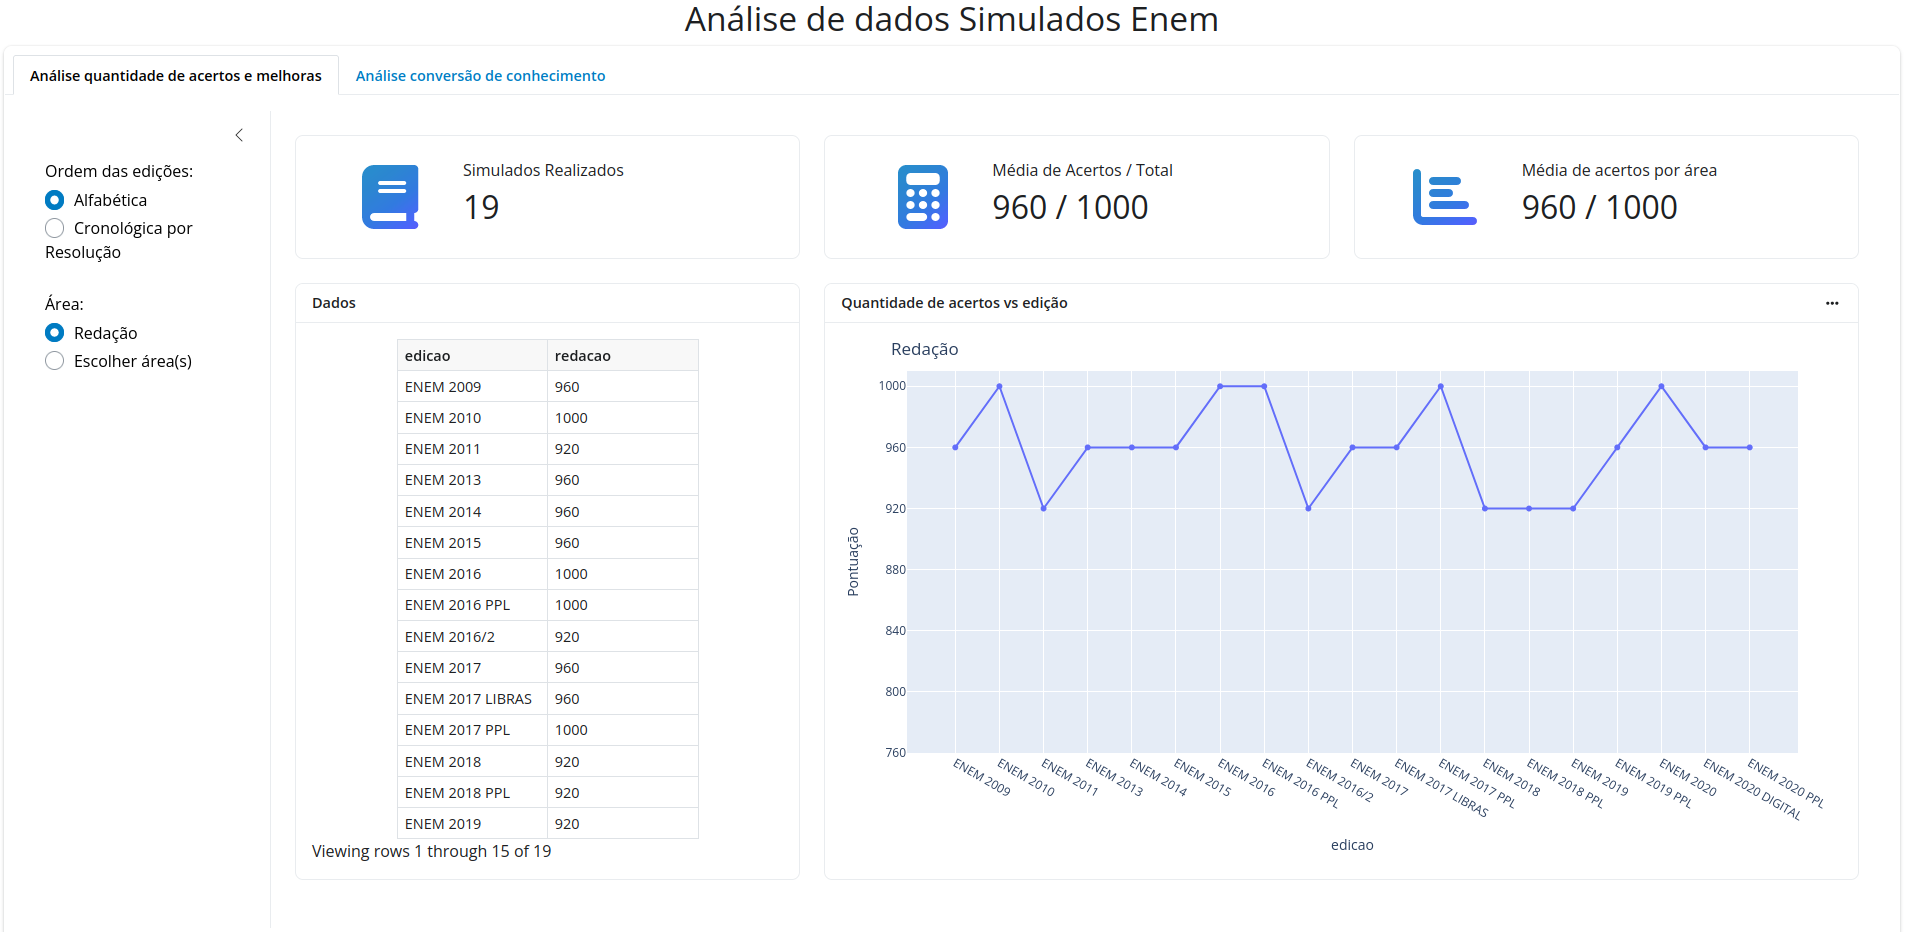 Análise de dados Simulados Enem
Análise quantidade de acertos e melhoras
Análise conversão de conhecimento
Ordem das edições:
Alfabética
Cronológica por
Resolução
Área:
Redação
Escolher área(s)
Simulados Realizados
19
Média de Acertos / Total
960 / 1000
Média de acertos por área
960 / 1000
Dados
edicao redacao
ENEM 2009 960
ENEM 2010 1000
ENEM 2011 920
ENEM 2013 960
ENEM 2014 960
ENEM 2015 960
ENEM 2016 1000
ENEM 2016 PPL 1000
ENEM 2016/2 920
ENEM 2017 960
ENEM 2017 LIBRAS 960
ENEM 2017 PPL 1000
ENEM 2018 920
ENEM 2018 PPL 920
ENEM 2019 920
Viewing rows 1 through 15 of 19
Quantidade de acertos vs edição
Redação
Pontuação
1000
960
920
880
840
800
760
ENEM 2009
ENEM 2010
ENEM 2011
ENEM 2013
ENEM 2014
ENEM 2015
ENEM 2016
ENEM 2016 PPL
ENEM 2016/2
ENEM 2017
ENEM 2017 LIBRAS
ENEM 2017 PPL
ENEM 2018
ENEM 2018 PPL
ENEM 2019
ENEM 2019 PPL
ENEM 2020
ENEM 2020 DIGITAL
ENEM 2020 PPL
edicao